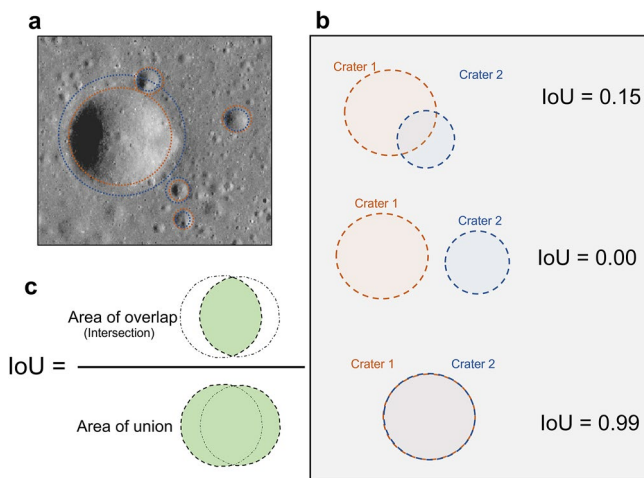 a
b
Crater 1
Crater 2
IoU = 0.15
Crater 1
Crater 2
IoU = 0.00
Crater 1
Crater 2
IoU = 0.99
c
Area of overlap
(Intersection)
IoU =
Area of union